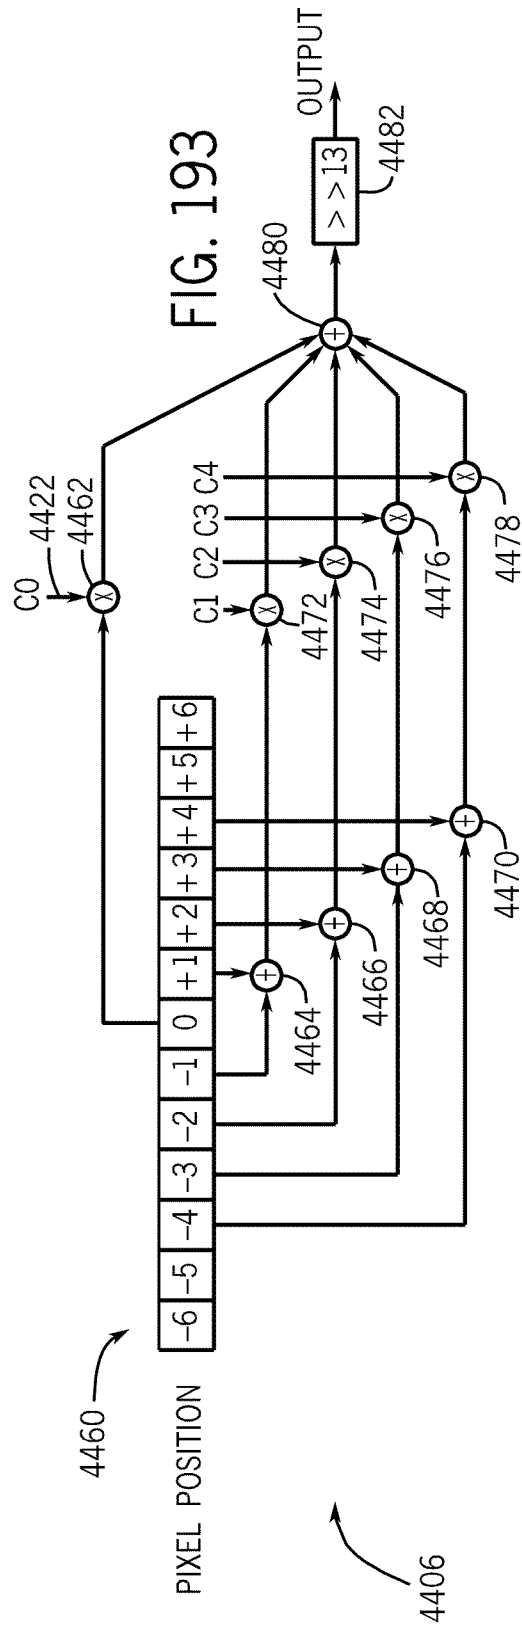 FIG. 193
C0
4422
4462
4460
PIXEL POSITION
-6 -5 -4 -3 -2 -1 0 +1 +2 +3 +4 +5 +6
C1
C2
C3
C4
X
X
X
X
X
+
+
+
+
+
4464
4466
4468
4470
4472
4474
4476
4478
4480
>>13
OUTPUT
4482
4406